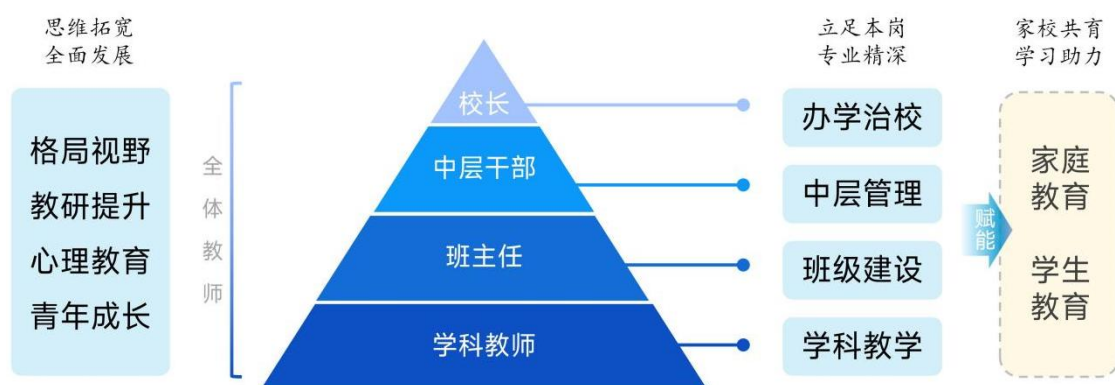 思维拓宽
全面发展
格局视野
教研提升
心理教育
青年成长
全体教师
校长
中层干部
班主任
学科教师
立足本岗
专业精深
办学治校
中层管理
班级建设
学科教学
赋能
家校共育
学习助力
家庭
教育
学生
教育